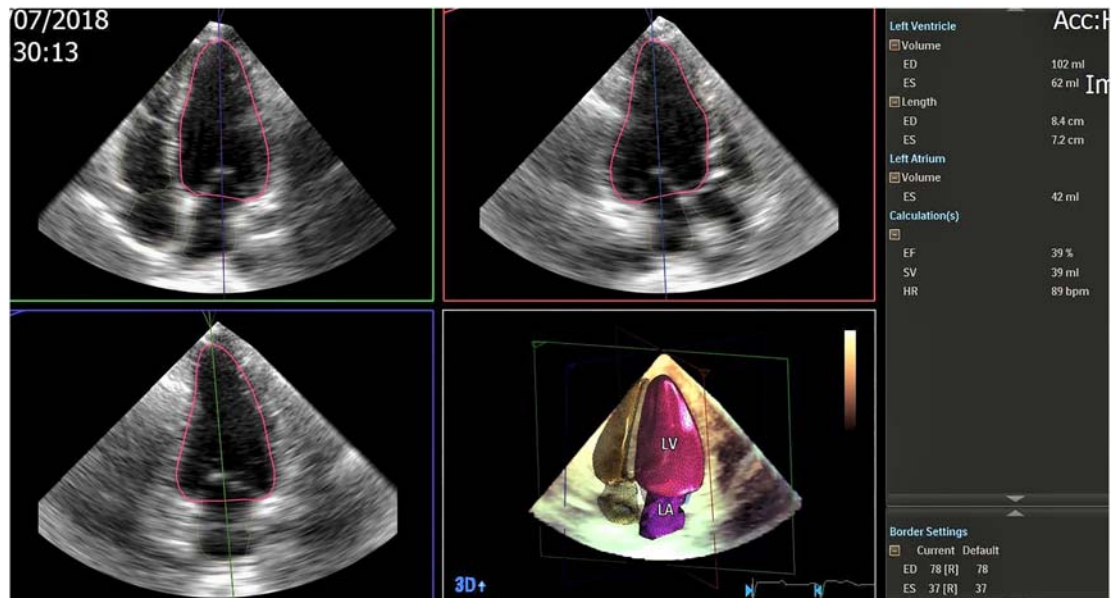 07/2018
30:13
LV
LA
3D
Left Ventricle
Volume
ED 102 ml
ES 62 ml
Length
ED 8.4 cm
ES 7.2 cm
Left Atrium
Volume
ES 42 ml
Calculation(s)
EF 39 %
SV 39 ml
HR 89 bpm
Border Settings
Current Default
ED 78 [R] 78
ES 37 [R] 37
Acc:
Im